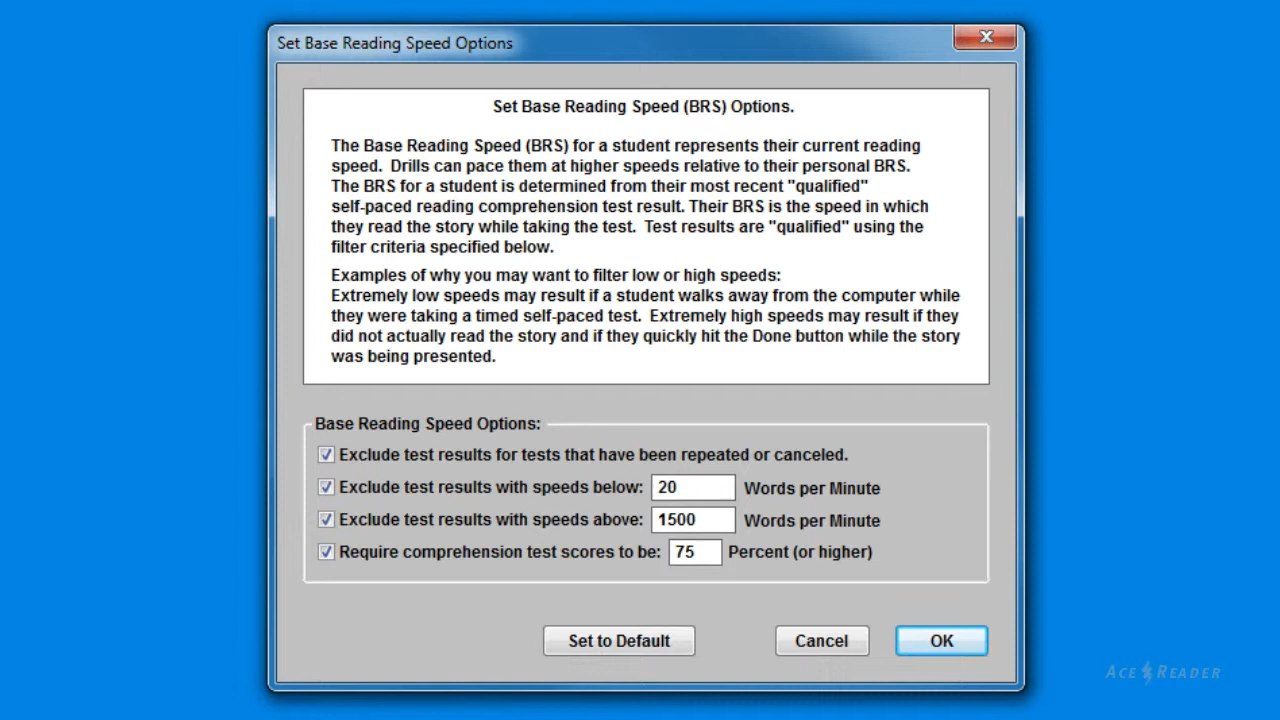 Set Base Reading Speed Options
Set Base Reading Speed (BRS) Options.
The Base Reading Speed (BRS) for a student represents their current reading
speed. Drills can pace them at higher speeds relative to their personal BRS.
The BRS for a student is determined from their most recent "qualified"
self-paced reading comprehension test result. Their BRS is the speed in which
they read the story while taking the test. Test results are "qualified" using the
filter criteria specified below.
Examples of why you may want to filter low or high speeds:
Extremely low speeds may result if a student walks away from the computer while
they were taking a timed self-paced test. Extremely high speeds may result if they
did not actually read the story and if they quickly hit the Done button while the story
was being presented.
Base Reading Speed Options:
Exclude test results for tests that have been repeated or canceled.
Exclude test results with speeds below: 20 Words per Minute
Exclude test results with speeds above: 1500 Words per Minute
Require comprehension test scores to be: 75 Percent (or higher)
Set to Default Cancel OK
ACE READER